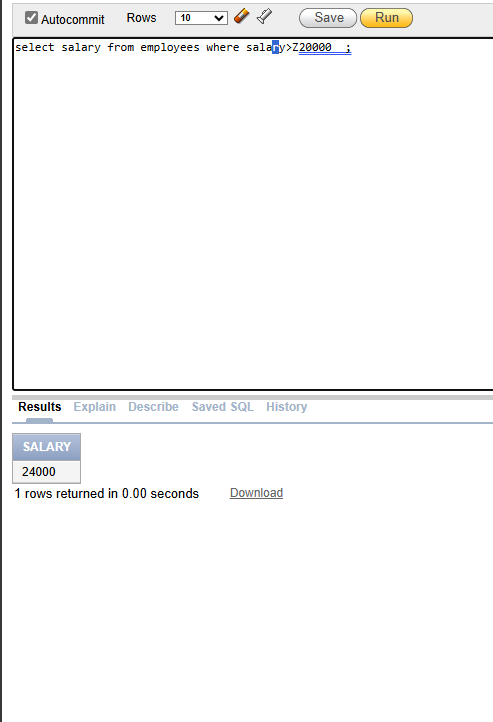 Autocommit Rows 10 Save Run
select salary from employees where salary>Z20000  ;
Results Explain Describe Saved SQL History
SALARY
24000
1 rows returned in 0.00 seconds Download